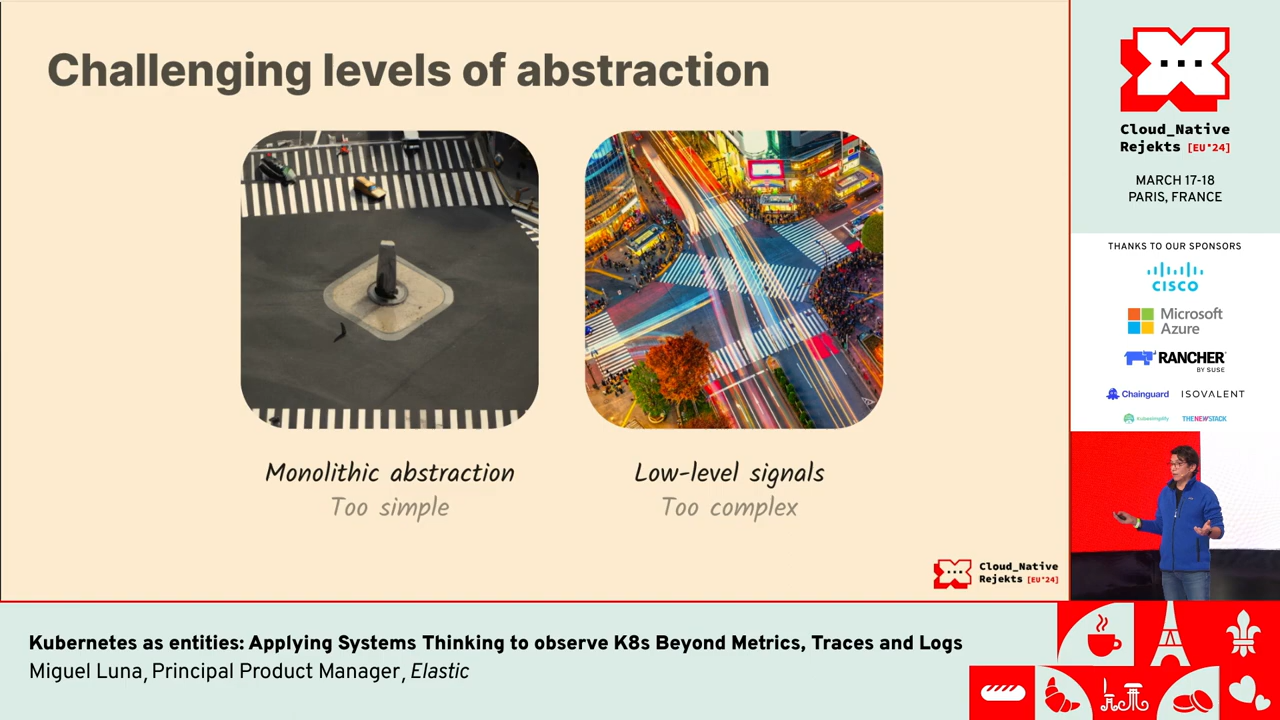 Challenging levels of abstraction
Monolithic abstraction
Too simple
Low-level signals
Too complex
Cloud_Native
Rejekts [EU'24]
Cloud_Native
Rejekts [EU'24]
MARCH 17-18
PARIS, FRANCE
THANKS TO OUR SPONSORS
CISCO
Microsoft
Azure
RANCHER
BY SUSE
Chainguard
ISOVALENT
kubesimplify
THENEWSTACK
Kubernetes as entities: Applying Systems Thinking to observe K8s Beyond Metrics, Traces and Logs
Miguel Luna, Principal Product Manager, Elastic